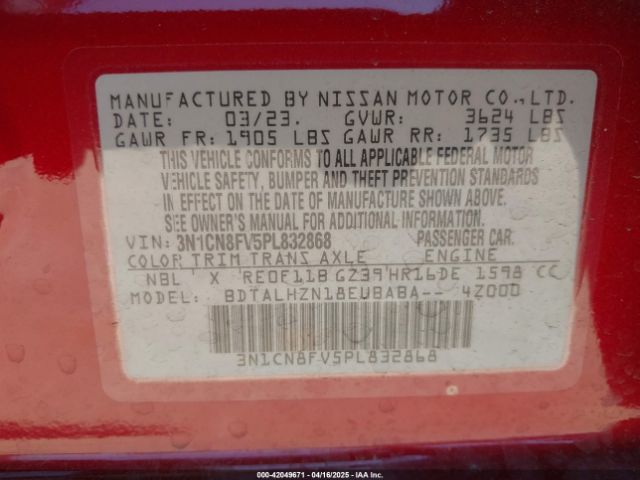 MANUFACTURED BY NISSAN MOTOR CO., LTD.
DATE: 03/23. GVWR: 3624 LBS
GAWR FR: 1905 LBS GAWR RR: 1735 LBS
THIS VEHICLE CONFORMS TO ALL APPLICABLE FEDERAL MOTOR
VEHICLE SAFETY, BUMPER AND THEFT PREVENTION STANDARDS
IN EFFECT ON THE DATE OF MANUFACTURE SHOWN ABOVE.
SEE OWNER'S MANUAL FOR ADDITIONAL INFORMATION.
VIN: 3N1CN8FV5PL832868 PASSENGER CAR.
COLOR TRIM TRANS AXLE ENGINE
NBL X RE0F11B GZ39 HR16DE 1598 CC
MODEL: BDTALHZN18EUBABA-- 4Z000
3N1CN8FV5PL832868
000-42049671 - 04/16/2025 - IAAI.com